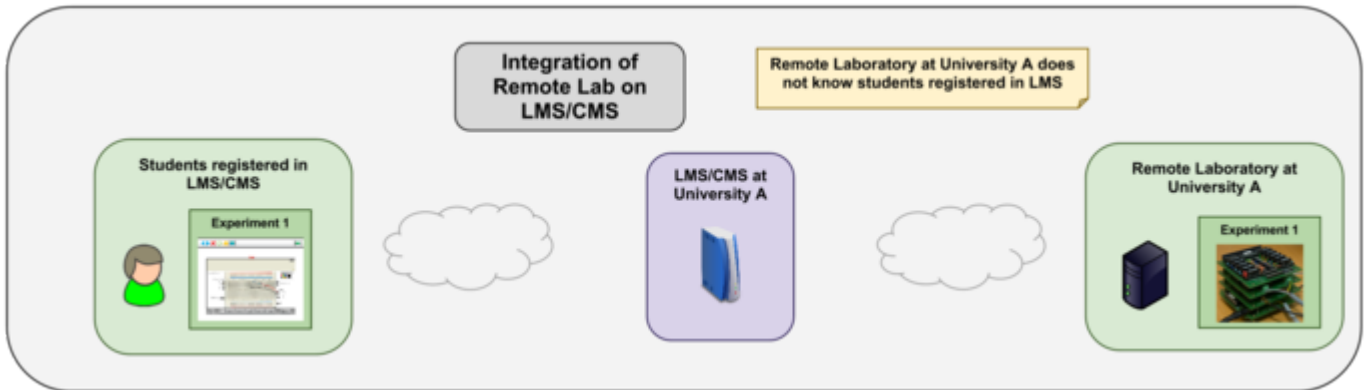 Integration of
Remote Lab on
LMS/CMS
Remote Laboratory at University A does
not know students registered in LMS
Students registered in
LMS/CMS
Experiment 1
LMS/CMS at
University A
Remote Laboratory at
University A
Experiment 1